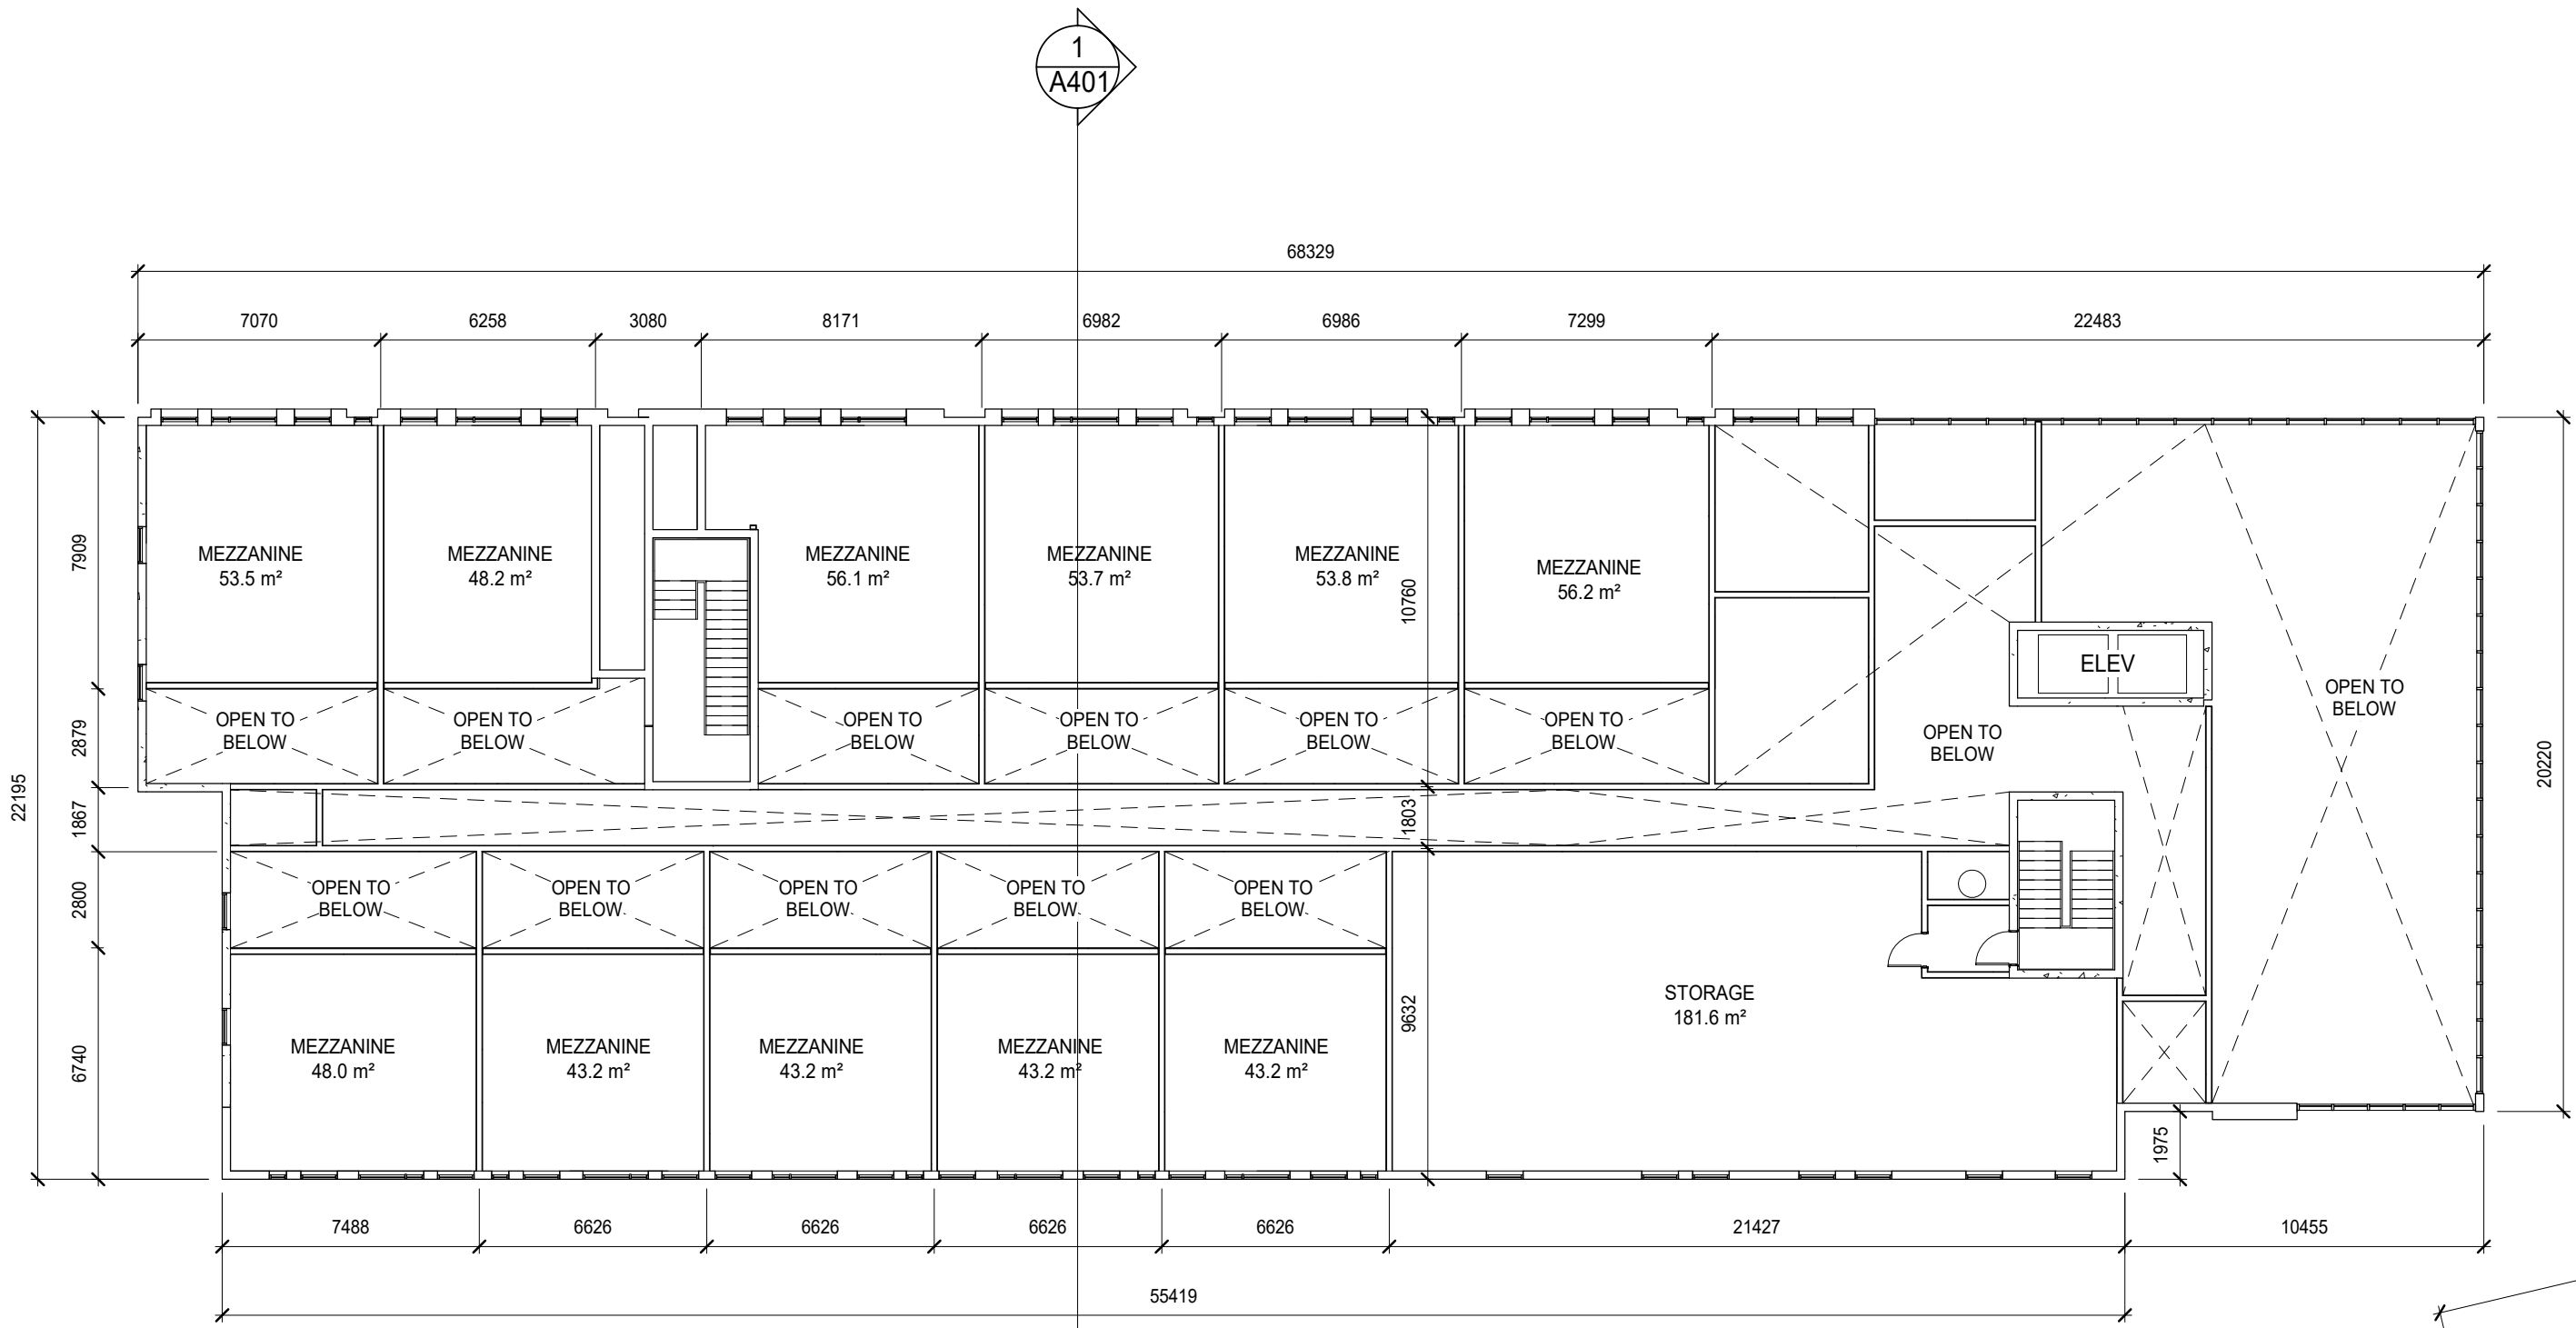 1
A401
68329
7070
6258
3080
8171
6982
6986
7299
22483
22195
7909
2879
1867
2800
6740
MEZZANINE
53.5 m²
MEZZANINE
48.2 m²
MEZZANINE
56.1 m²
MEZZANINE
53.7 m²
MEZZANINE
53.8 m²
MEZZANINE
56.2 m²
10760
1803
9632
ELEV
OPEN TO
BELOW
OPEN TO
BELOW
OPEN TO
BELOW
OPEN TO
BELOW
OPEN TO
BELOW
OPEN TO
BELOW
OPEN TO
BELOW
OPEN TO
BELOW
20220
OPEN TO
BELOW
OPEN TO
BELOW
OPEN TO
BELOW
OPEN TO
BELOW
OPEN TO
BELOW
MEZZANINE
48.0 m²
MEZZANINE
43.2 m²
MEZZANINE
43.2 m²
MEZZANINE
43.2 m²
MEZZANINE
43.2 m²
STORAGE
181.6 m²
1975
7488
6626
6626
6626
6626
21427
10455
55419